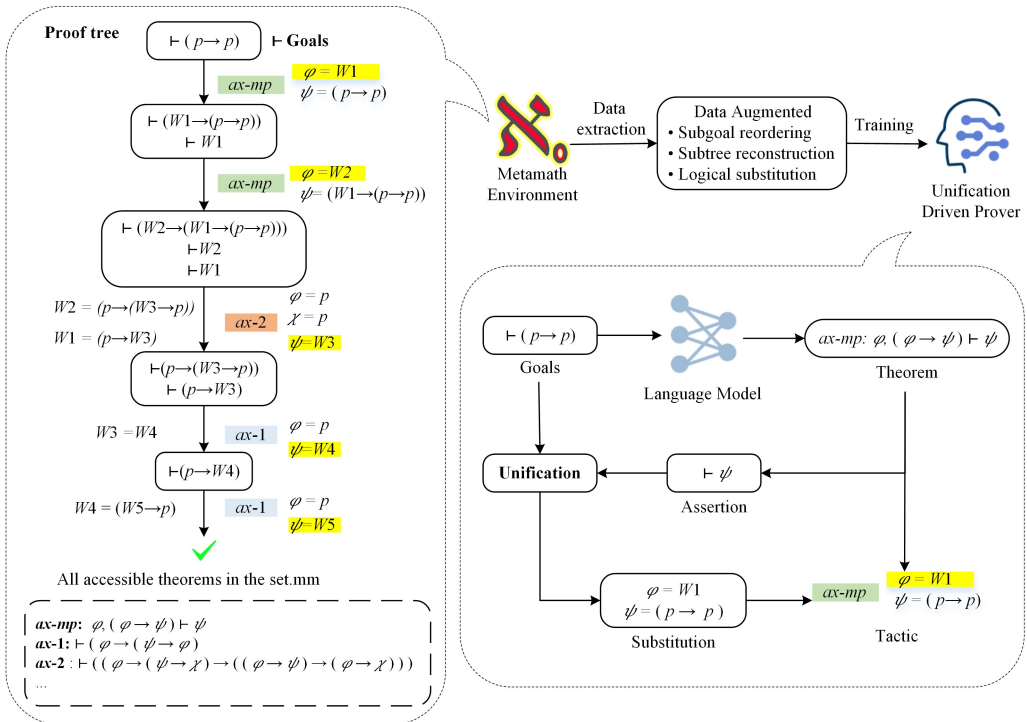 Proof tree
⊢ ( p→ p)
⊢ Goals
ax-mp
φ = W1
ψ = ( p→ p)
⊢ (W1→(p→p))
⊢ W1
ax-mp
φ=W2
ψ= (W1→(p→p))
⊢ (W2→(W1→(p→p)))
⊢W2
⊢W1
W2 = (p→(W3→p))
W1 = (p→W3)
ax-2
φ = p
χ = p
ψ=W3
⊢(p→(W3→p))
⊢ (p→W3)
W3 =W4
ax-1
φ = p
ψ=W4
⊢(p→W4)
W4 = (W5→p)
ax-1
φ = p
ψ=W5
All accessible theorems in the set.mm
ax-mp: φ, ( φ → ψ ) ⊢ ψ
ax-1: ⊢ ( φ → ( ψ → φ )
ax-2 : ⊢ ( ( φ → ( ψ → χ ) → ( ( φ → ψ ) → ( φ → χ ) ) )
...
Metamath
Environment
Data
extraction
Data Augmented
• Subgoal reordering
• Subtree reconstruction
• Logical substitution
Training
Unification
Driven Prover
⊢ ( p→ p)
Goals
Language Model
ax-mp: φ, ( φ → ψ ) ⊢ ψ
Theorem
Unification
⊢ ψ
Assertion
φ = W1
ψ = ( p → p )
Substitution
ax-mp
φ = W1
ψ = ( p→ p)
Tactic